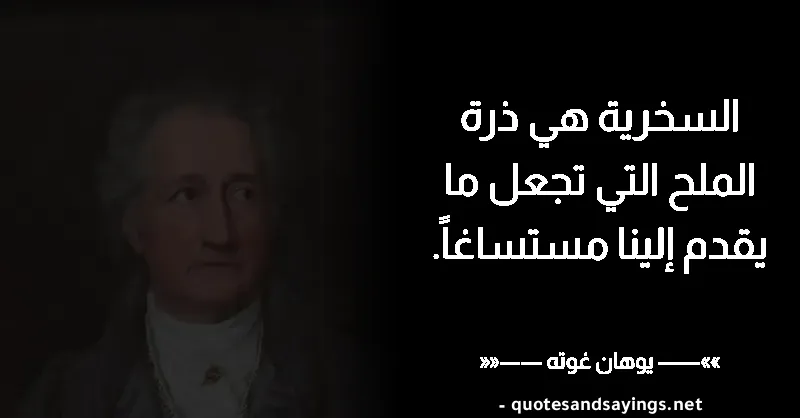 السخرية هي ذرة
الملح التي تجعل ما
يقدم إلينا مستساغاً.
»»—— يوهان غوته ——««
- quotesandsayings.net